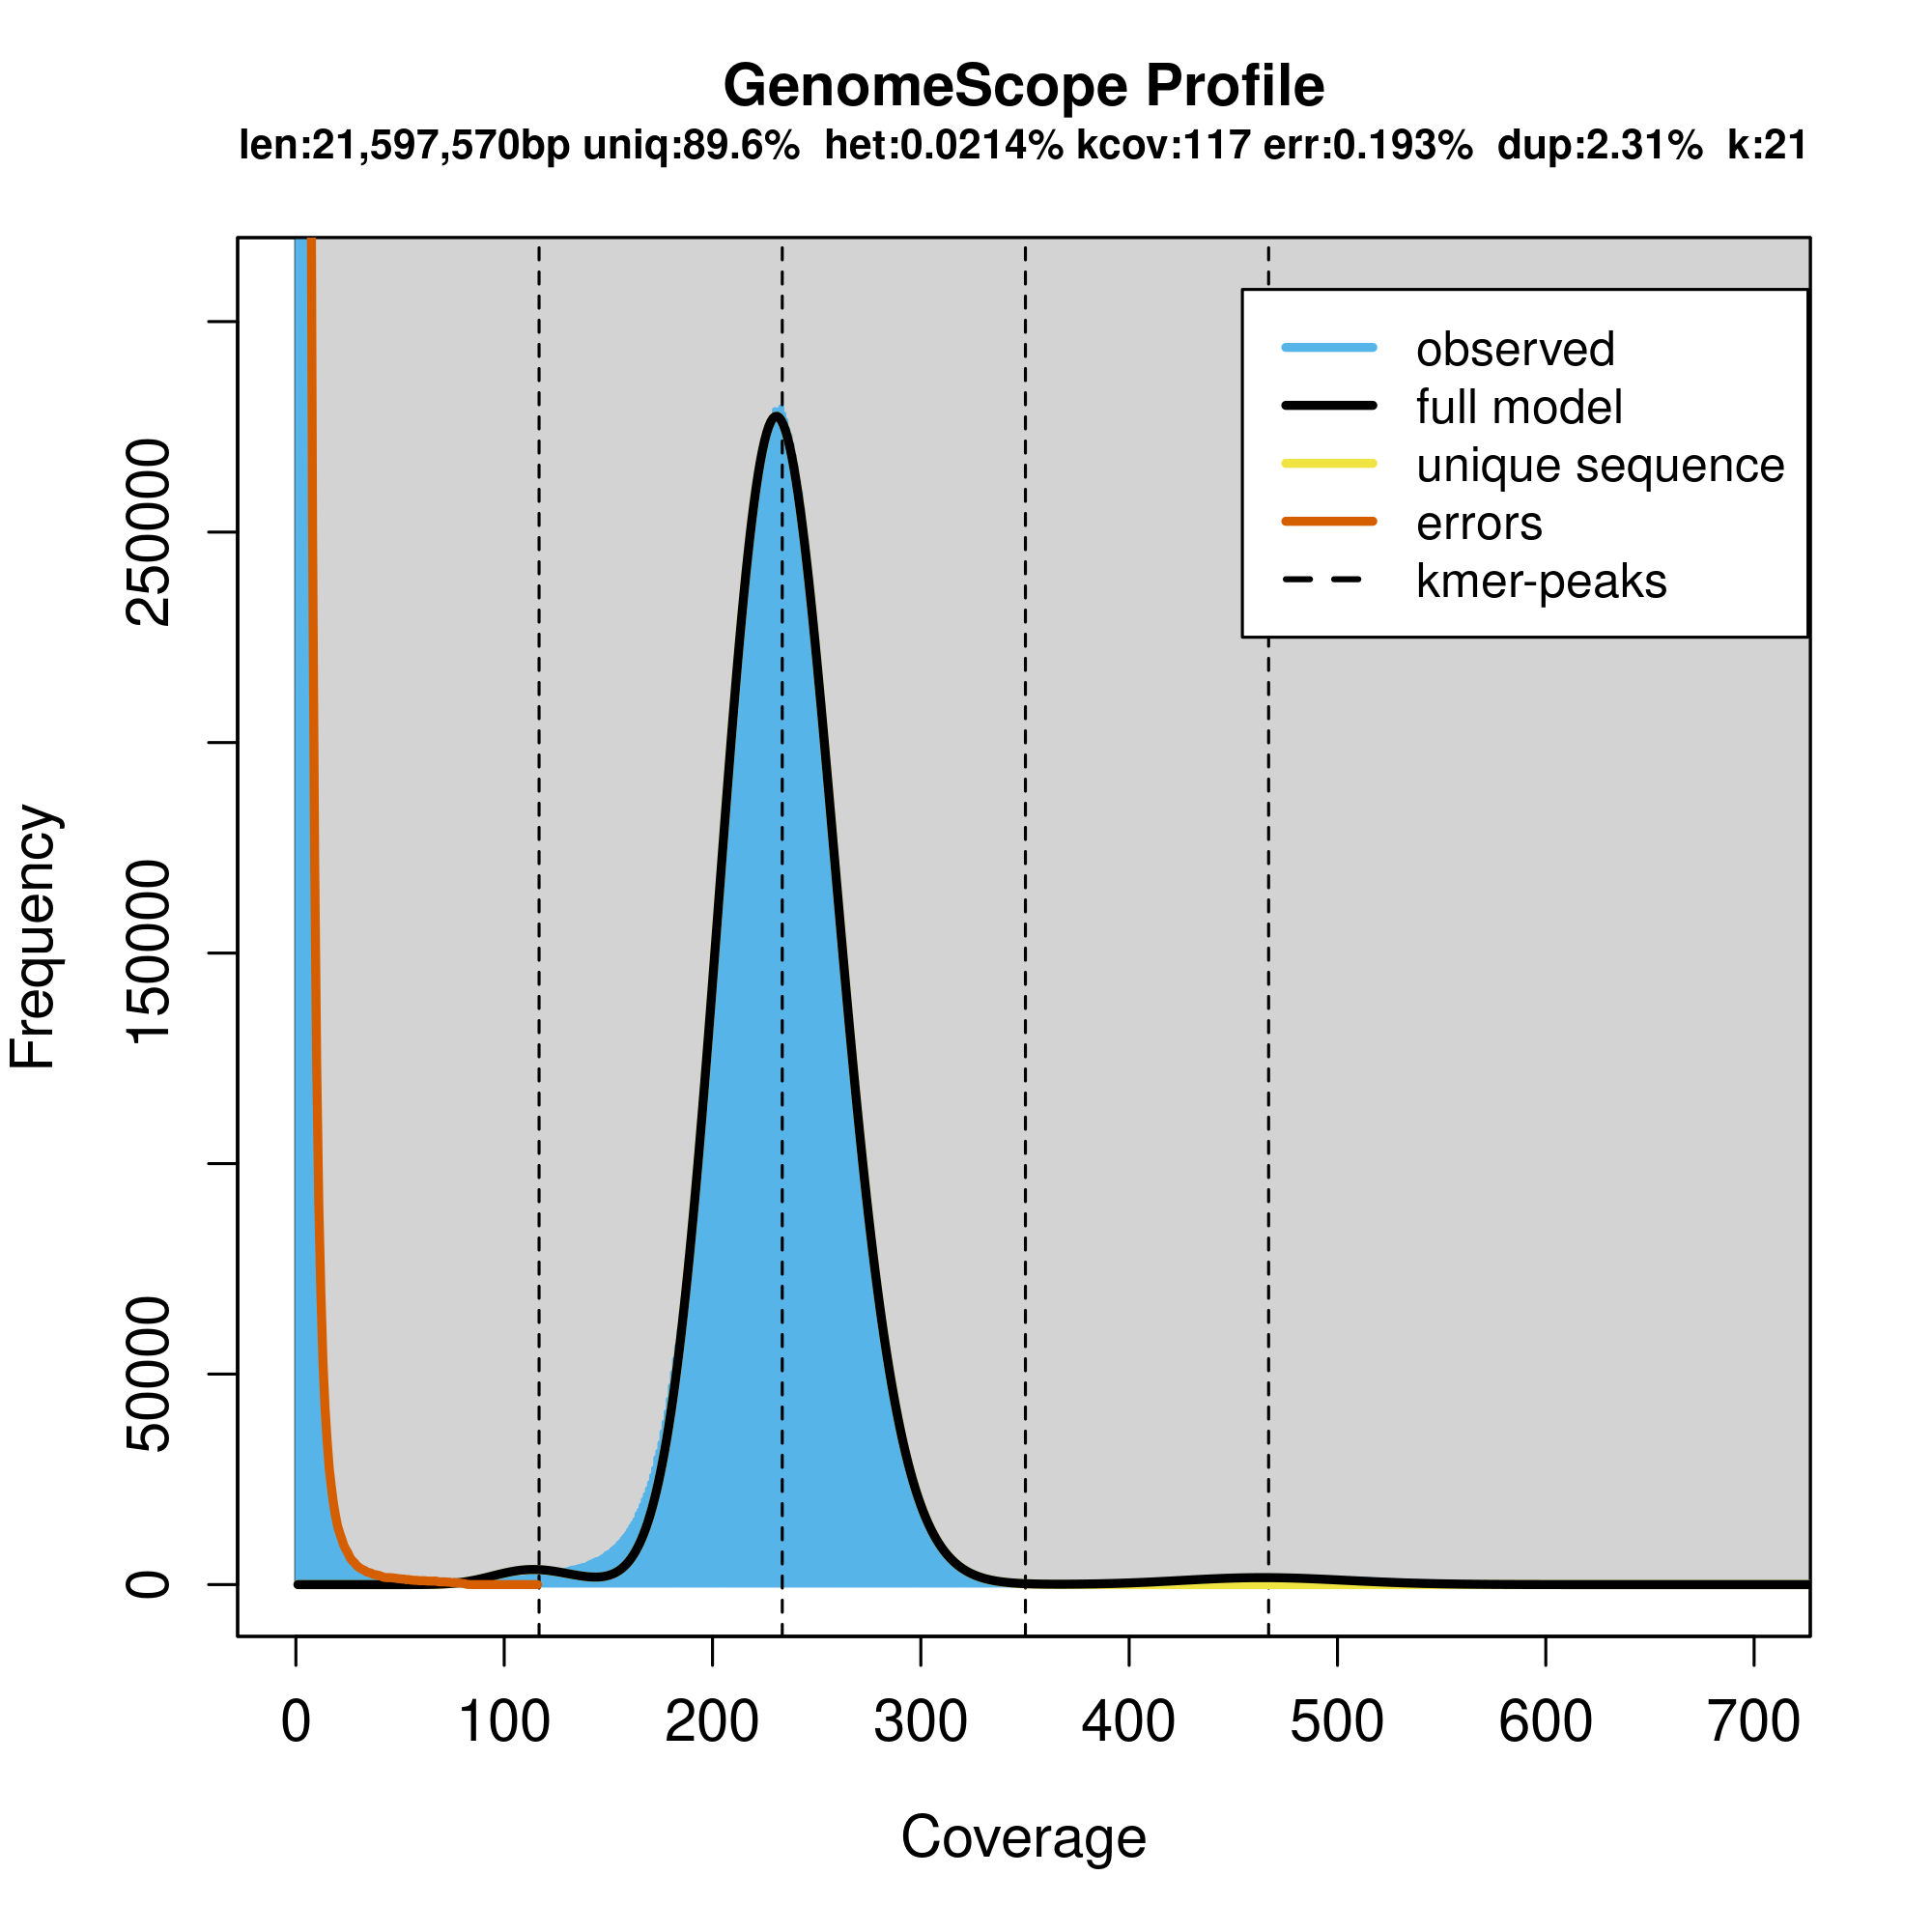 GenomeScope Profile
len:21,597,570bp uniq:89.6% het:0.0214% kcov:117 err:0.193% dup:2.31% k:21
observed
full model
unique sequence
errors
kmer-peaks
Frequency
250000
150000
50000
0
0 100 200 300 400 500 600 700
Coverage